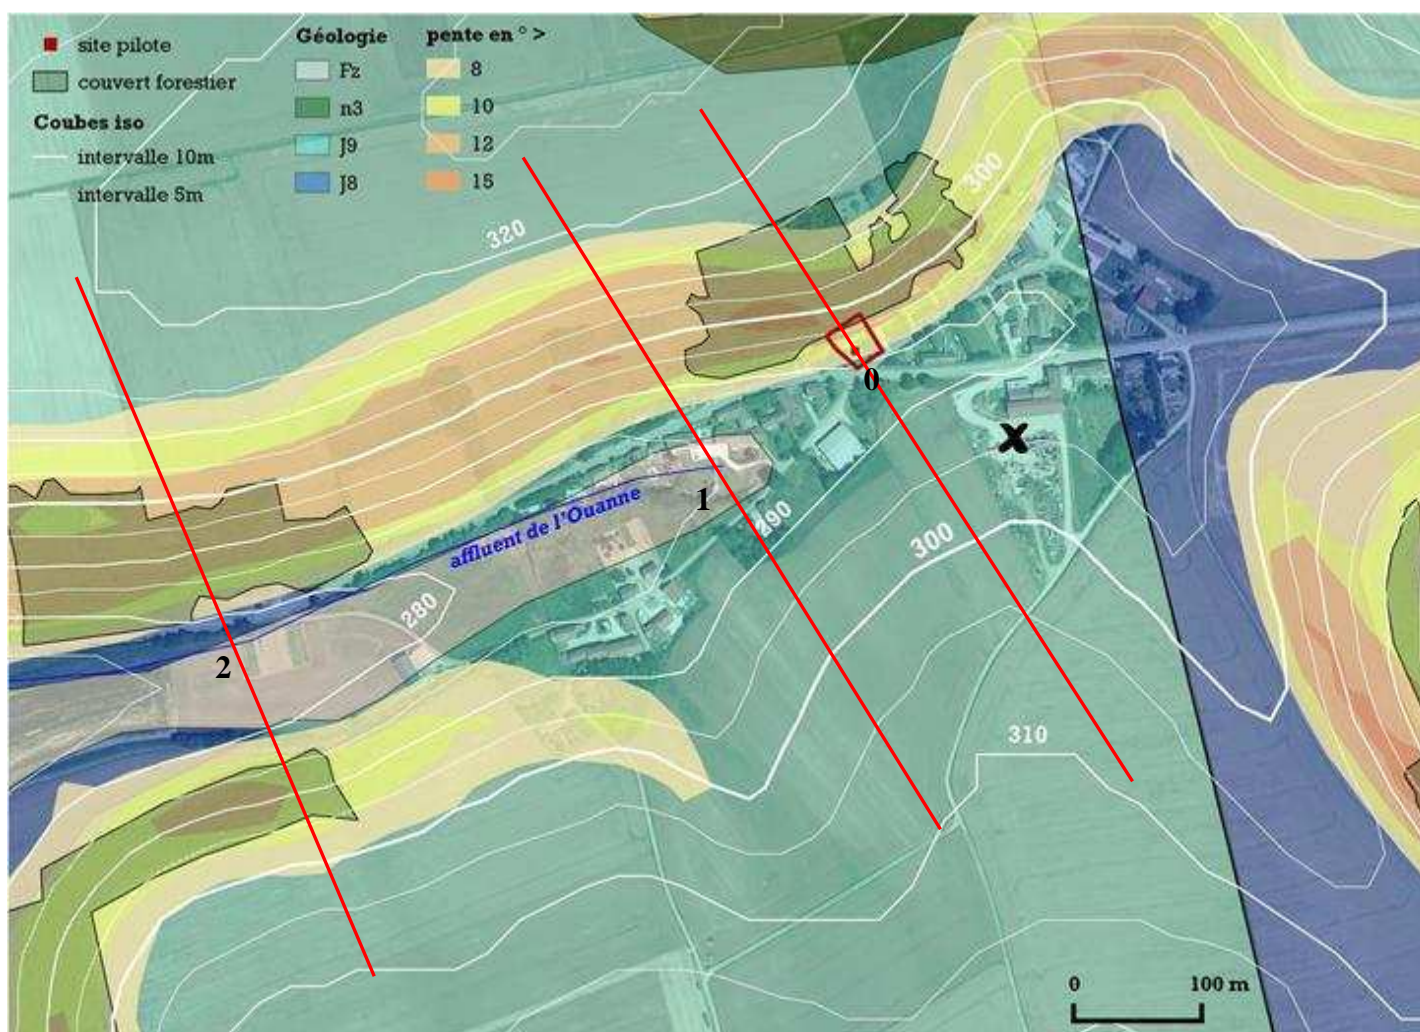 site pilote
couvert forestier
Coubes iso
intervalle 10m
intervalle 5m
Géologie
Fz
n3
J9
J8
pente en ° >
8
10
12
15
320
300
0
1
290
affluent de l'Ouanne
300
280
2
310
X
0 100 m